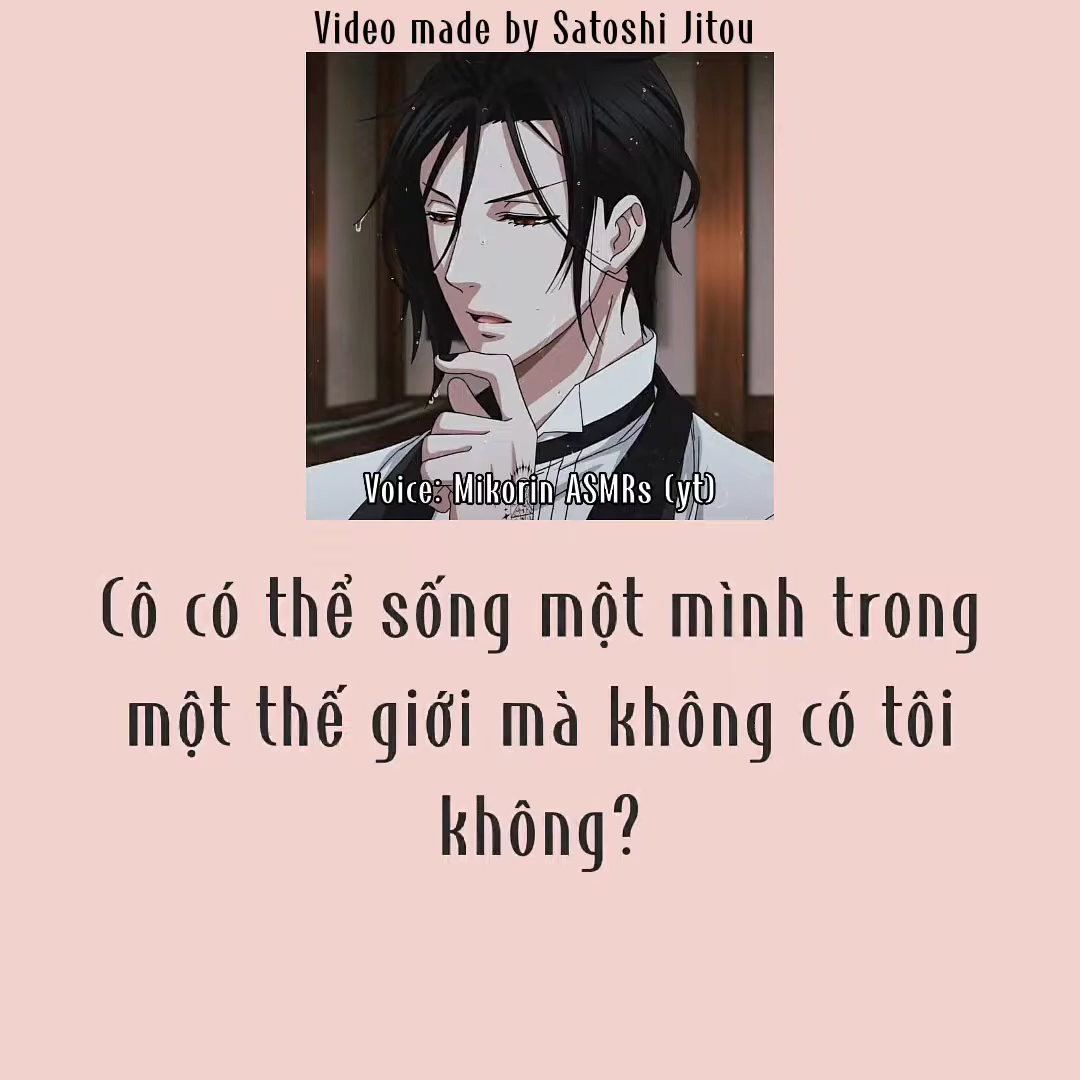 Video made by Satoshi Jitou
Voice: Mikorin ASMRs (yt)
Cô có thể sống một mình trong
một thế giới mà không có tôi
không?